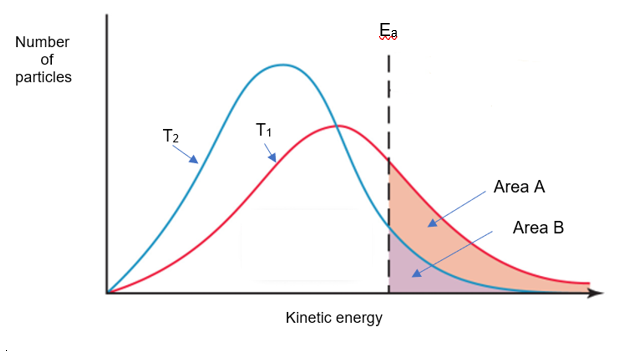 Number
of
particles
Eₐ
T₂
T₁
Area A
Area B
Kinetic energy